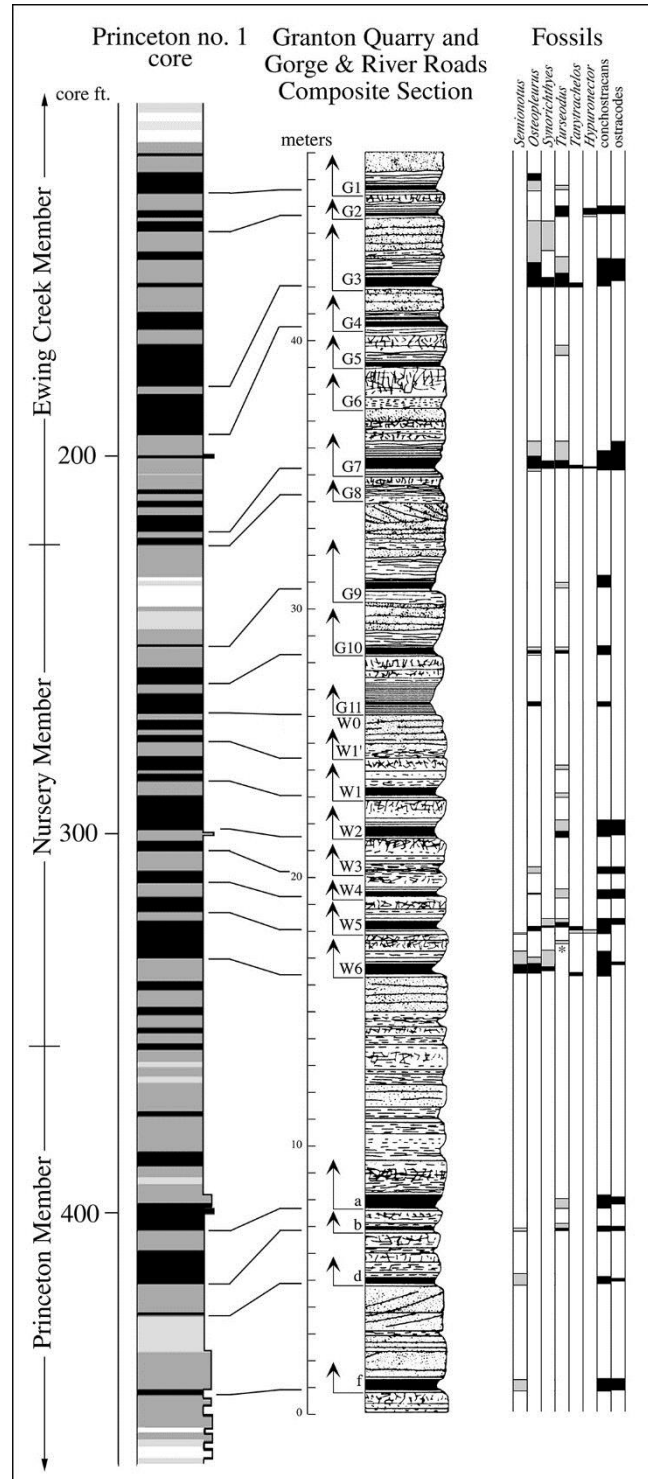 Princeton no. 1
core
Granton Quarry and
Gorge & River Roads
Composite Section
Fossils
core ft.
meters
Semionotus
Osteopleurus
Synorichthyes
Turseodus
Tanytrachelos
Hypuronector
conchostracans
ostracodes
Ewing Creek Member
Nursery Member
Princeton Member
200
300
400
40
30
20
10
0
G1
G2
G3
G4
G5
G6
G7
G8
G9
G10
G11
W0
W1'
W1
W2
W3
W4
W5
W6
a
b
d
f
*